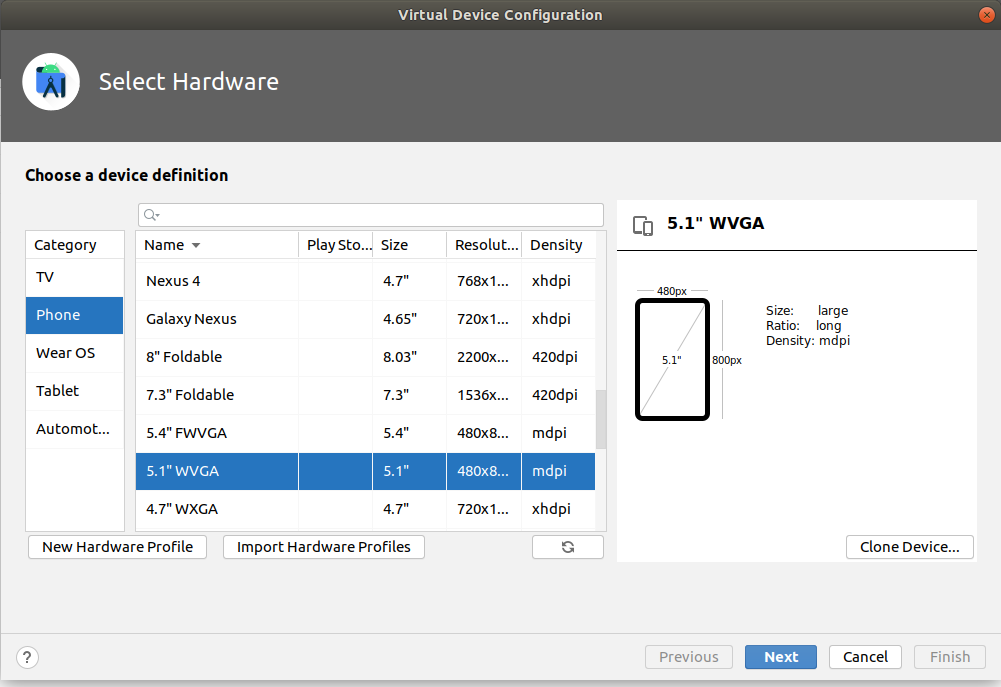 Virtual Device Configuration
Select Hardware
Choose a device definition
Category
TV
Phone
Wear OS
Tablet
Automot...
Name Play Sto... Size Resolut... Density
Nexus 4 4.7" 768x1... xhdpi
Galaxy Nexus 4.65" 720x1... xhdpi
8" Foldable 8.03" 2200x... 420dpi
7.3" Foldable 7.3" 1536x... 420dpi
5.4" FWVGA 5.4" 480x8... mdpi
5.1" WVGA 5.1" 480x8... mdpi
4.7" WXGA 4.7" 720x1... xhdpi
New Hardware Profile Import Hardware Profiles
5.1" WVGA
480px
5.1"
800px
Size: large
Ratio: long
Density: mdpi
Clone Device...
? Previous Next Cancel Finish